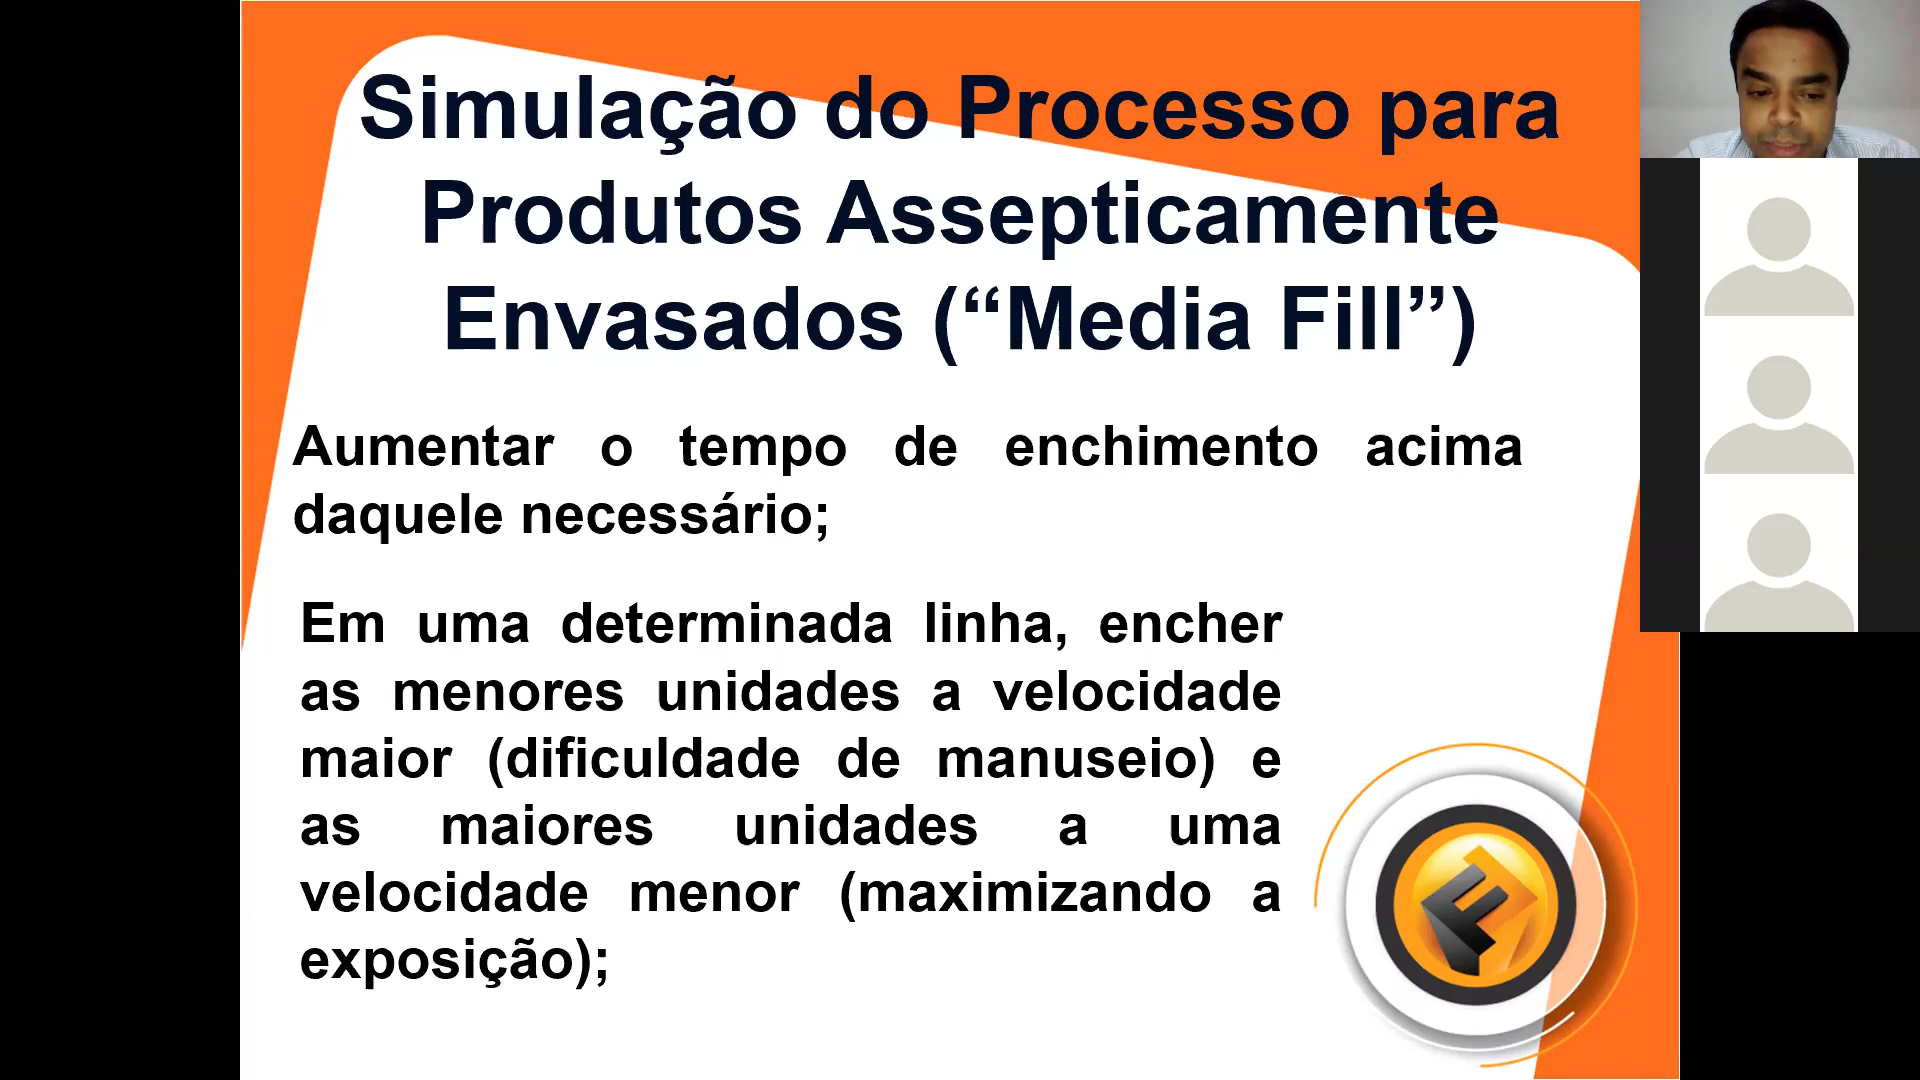 Simulação do Processo para
Produtos Assepticamente
Envasados (“Media Fill”)
Aumentar o tempo de enchimento acima
daquele necessário;
Em uma determinada linha, encher
as menores unidades a velocidade
maior (dificuldade de manuseio) e
as maiores unidades a uma
velocidade menor (maximizando a
exposição);